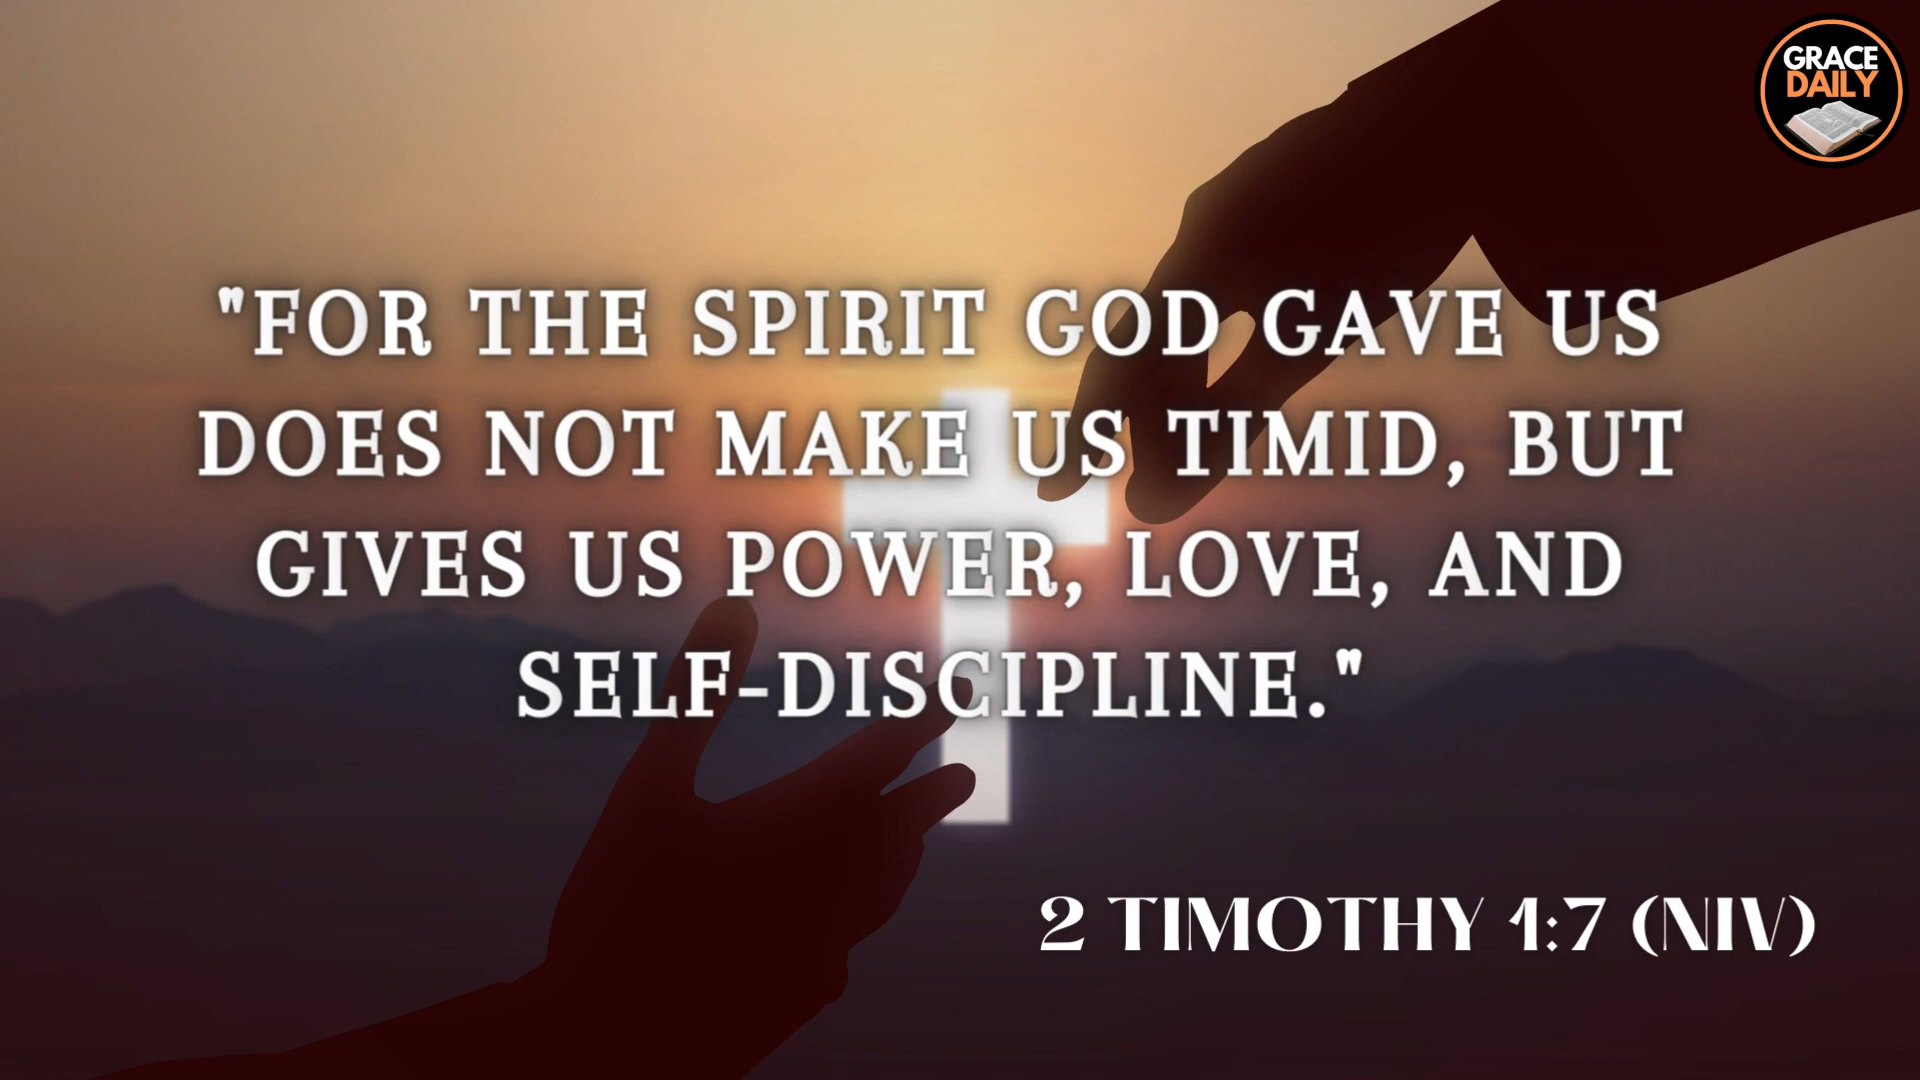 GRACE
DAILY
"FOR THE SPIRIT GOD GAVE US
DOES NOT MAKE US TIMID, BUT
GIVES US POWER, LOVE, AND
SELF-DISCIPLINE."
2 TIMOTHY 1:7 (NIV)